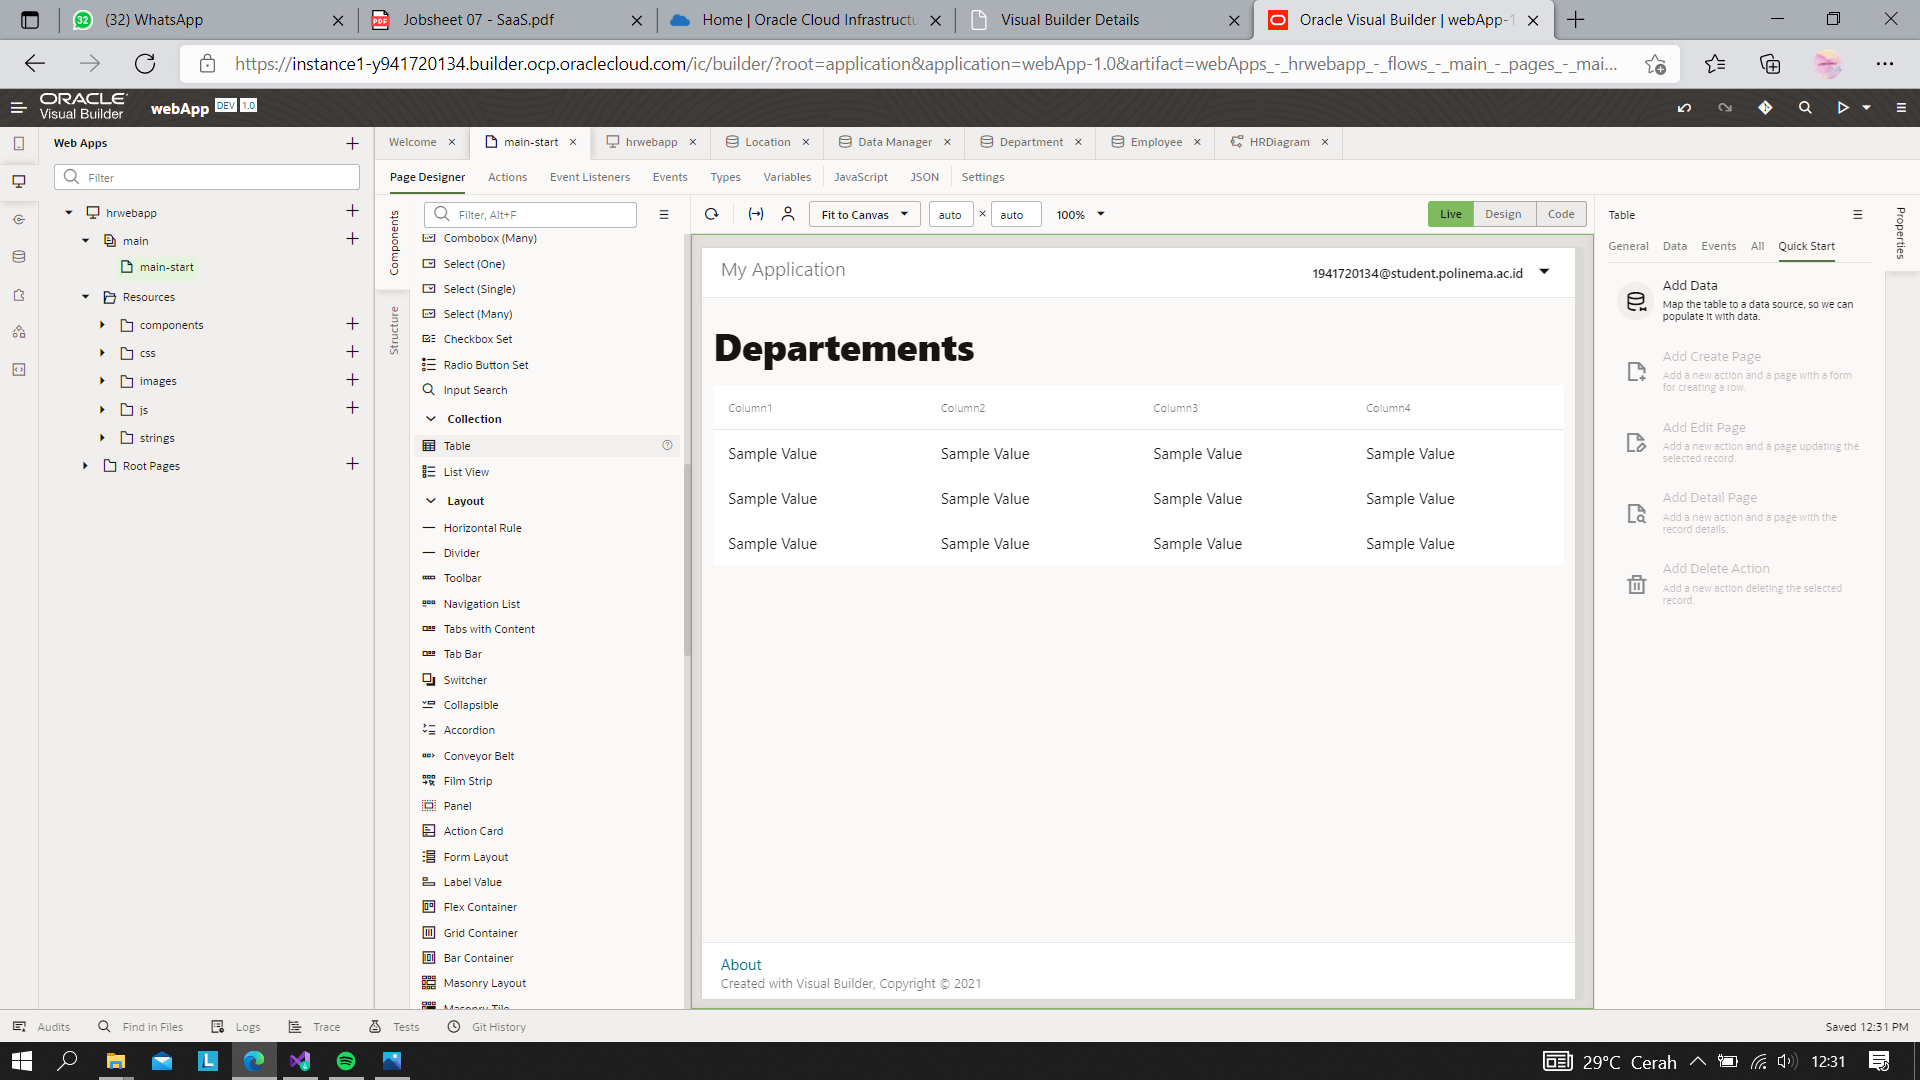 (32) WhatsApp
Jobsheet 07 - SaaS.pdf
Home | Oracle Cloud Infrastructu
Visual Builder Details
Oracle Visual Builder | webApp-1
https://instance1-y941720134.builder.ocp.oraclecloud.com/ic/builder/?root=application&application=webApp-1.0&artifact=webApps_-_hrwebapp_-_flows_-_main_-_pages_-_mai...
ORACLE
Visual Builder
webApp DEV 1.0
Web Apps
Filter
hrwebapp
main
main-start
Resources
components
css
images
js
strings
Root Pages
Welcome
main-start
hrwebapp
Location
Data Manager
Department
Employee
HRDiagram
Page Designer
Actions
Event Listeners
Events
Types
Variables
JavaScript
JSON
Settings
Components
Structure
Filter, Alt+F
Combobox (Many)
Select (One)
Select (Single)
Select (Many)
Checkbox Set
Radio Button Set
Input Search
Collection
Table
List View
Layout
Horizontal Rule
Divider
Toolbar
Navigation List
Tabs with Content
Tab Bar
Switcher
Collapsible
Accordion
Conveyor Belt
Film Strip
Panel
Action Card
Form Layout
Label Value
Flex Container
Grid Container
Bar Container
Masonry Layout
Masonry Tile
Fit to Canvas
auto × auto
100%
Live
Design
Code
My Application
1941720134@student.polinema.ac.id
Departements
Column1 Column2 Column3 Column4
Sample Value Sample Value Sample Value Sample Value
Sample Value Sample Value Sample Value Sample Value
Sample Value Sample Value Sample Value Sample Value
About
Created with Visual Builder, Copyright © 2021
Table
General
Data
Events
All
Quick Start
Properties
Add Data
Map the table to a data source, so we can
populate it with data.
Add Create Page
Add a new action and a page with a form
for creating a row.
Add Edit Page
Add a new action and a page updating the
selected record.
Add Detail Page
Add a new action and a page with the
record details.
Add Delete Action
Add a new action deleting the selected
record.
Audits
Find in Files
Logs
Trace
Tests
Git History
Saved 12:31 PM
29°C Cerah
12:31